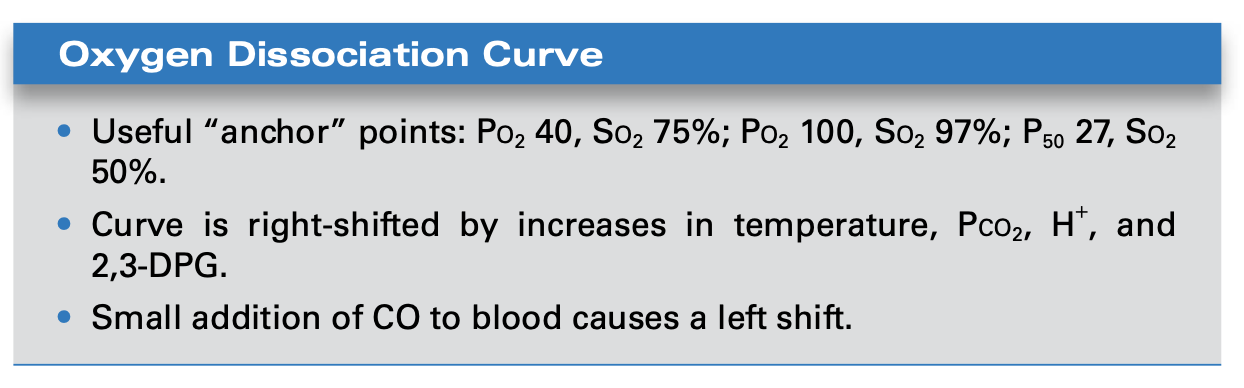 Oxygen Dissociation Curve
• Useful “anchor” points: PO₂ 40, SO₂ 75%; PO₂ 100, SO₂ 97%; P₅₀ 27, SO₂
50%.
• Curve is right-shifted by increases in temperature, PCO₂, H⁺, and
2,3-DPG.
• Small addition of CO to blood causes a left shift.